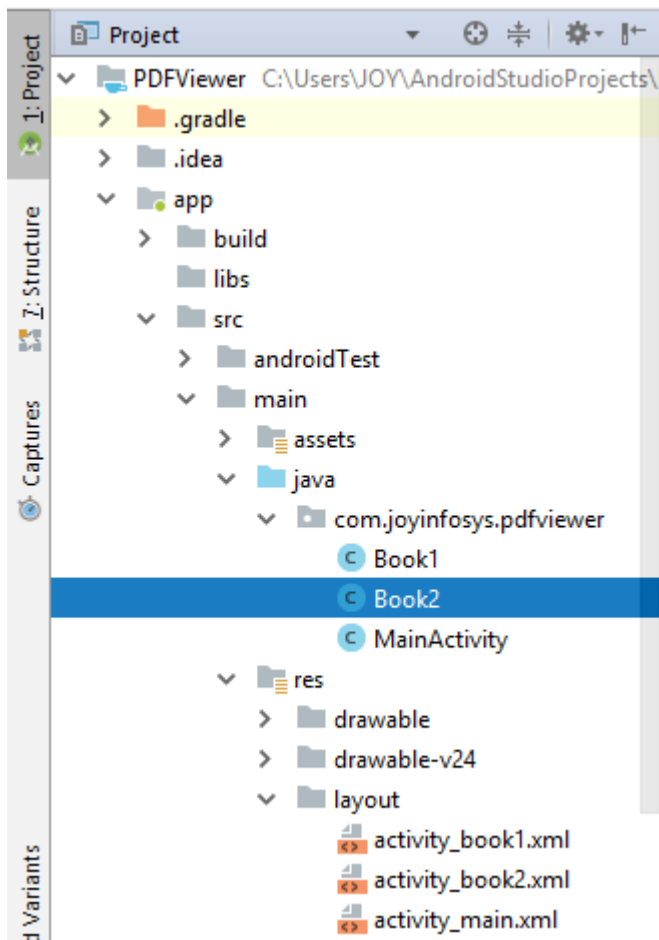 Project
PDFViewer C:\Users\JOY\AndroidStudioProjects\
.gradle
.idea
app
build
libs
src
androidTest
main
assets
java
com.joyinfosys.pdfviewer
C Book1
C Book2
C MainActivity
res
drawable
drawable-v24
layout
activity_book1.xml
activity_book2.xml
activity_main.xml
1: Project
7: Structure
Captures
d Variants